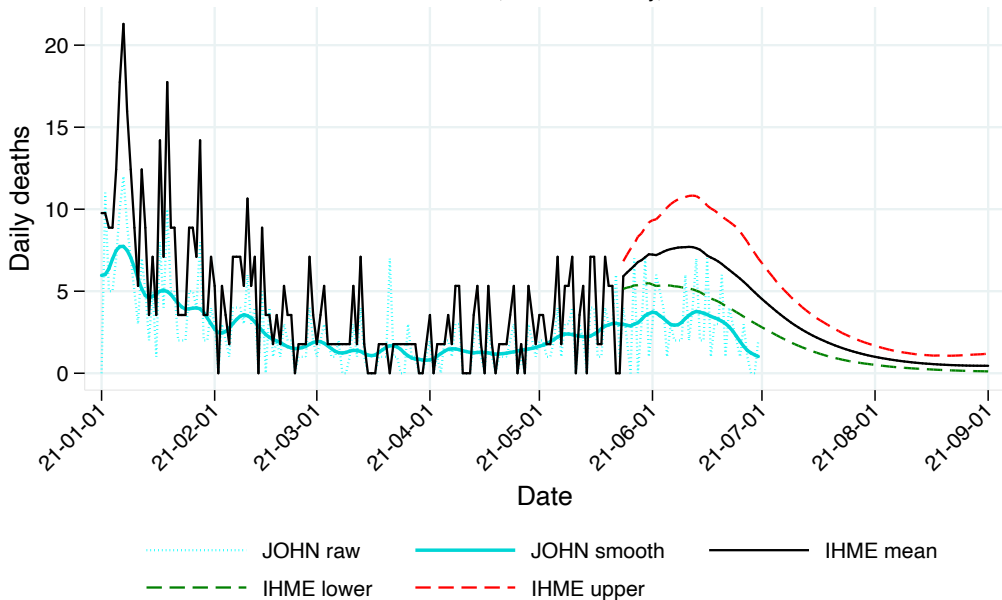 Daily deaths
20
15
10
5
0
21-01-01
21-02-01
21-03-01
21-04-01
21-05-01
21-06-01
21-07-01
21-08-01
21-09-01
Date
JOHN raw
JOHN smooth
IHME mean
IHME lower
IHME upper